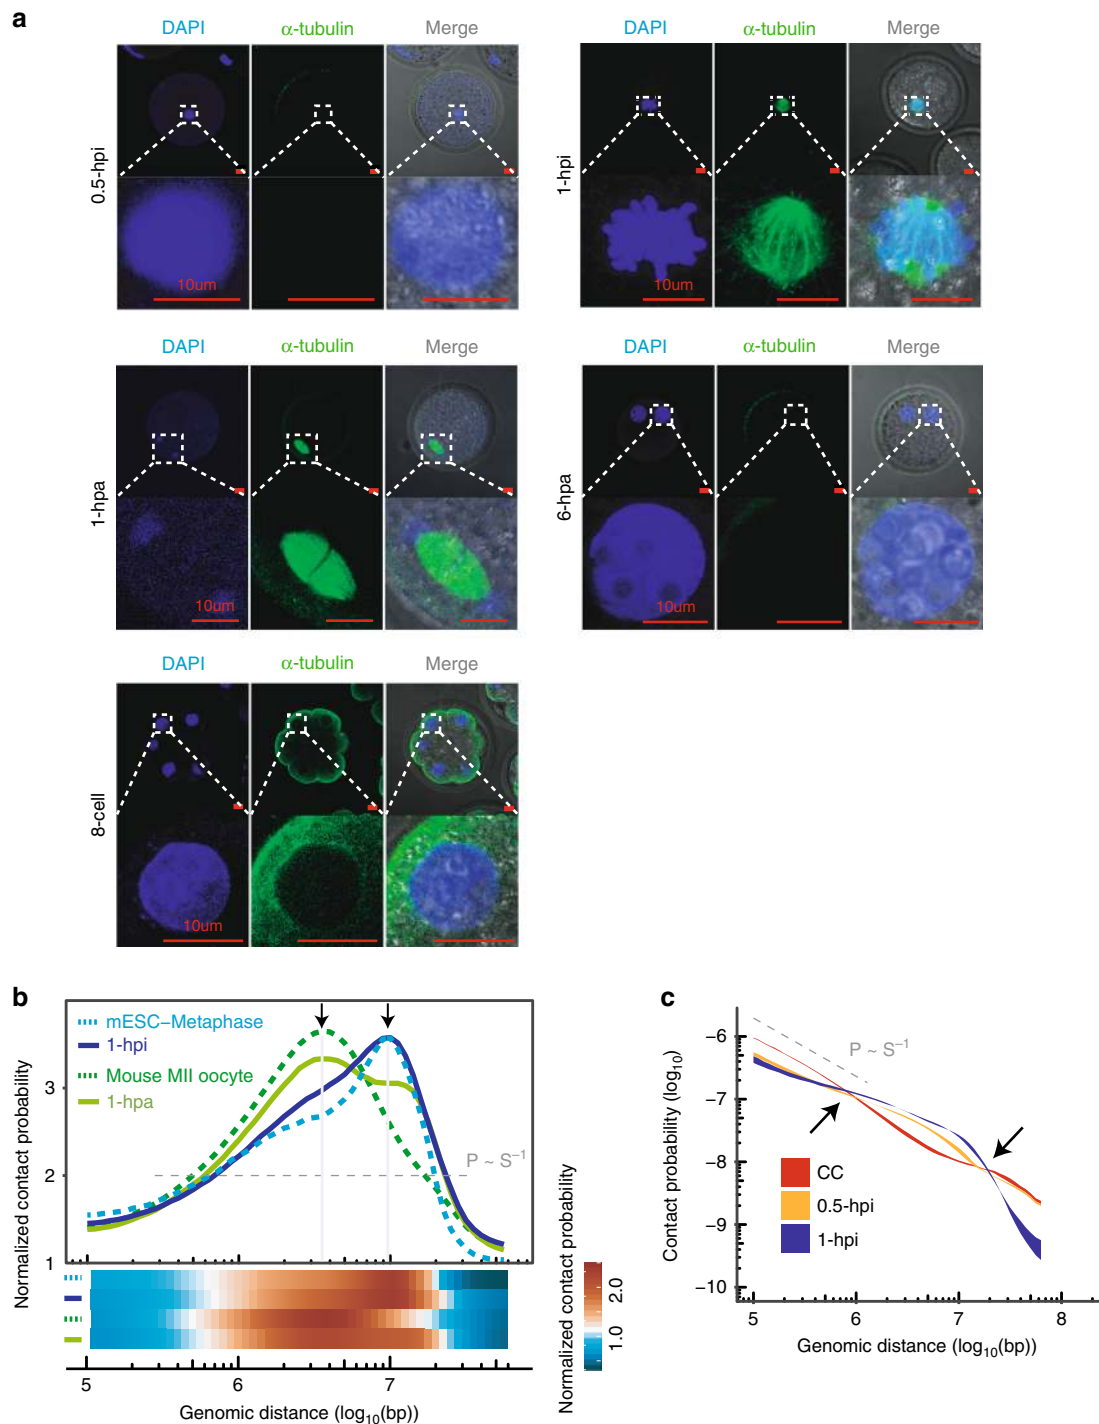 a
DAPI α-tubulin Merge
DAPI α-tubulin Merge
0.5-hpi
10um
1-hpi
10um
DAPI α-tubulin Merge
DAPI α-tubulin Merge
1-hpa
10um
6-hpa
10um
DAPI α-tubulin Merge
8-cell
10um
b
Normalized contact probability
mESC–Metaphase
1-hpi
Mouse MII oocyte
1-hpa
3
2
1
P ~ S⁻¹
Normalized contact probability
2.0
1.0
5 6 7
Genomic distance (log₁₀(bp))
c
Contact probability (log₁₀)
−6
−7
−8
−9
−10
P ~ S⁻¹
CC
0.5-hpi
1-hpi
5 6 7 8
Genomic distance (log₁₀(bp))